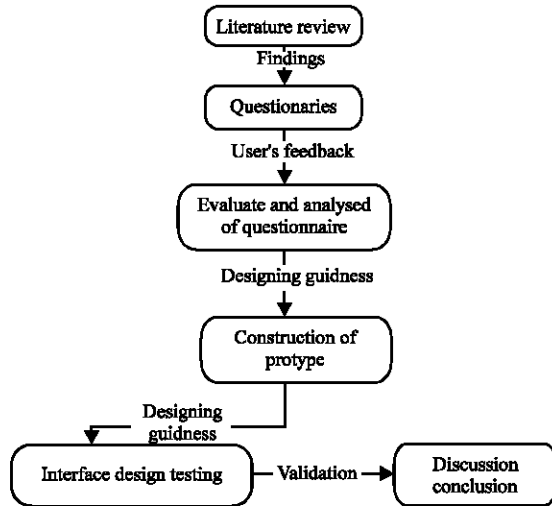 Literature review
Findings
Questionaries
User's feedback
Evaluate and analysed
of questionnaire
Designing guidness
Construction of
protype
Designing
guidness
Interface design testing
Validation
Discussion
conclusion